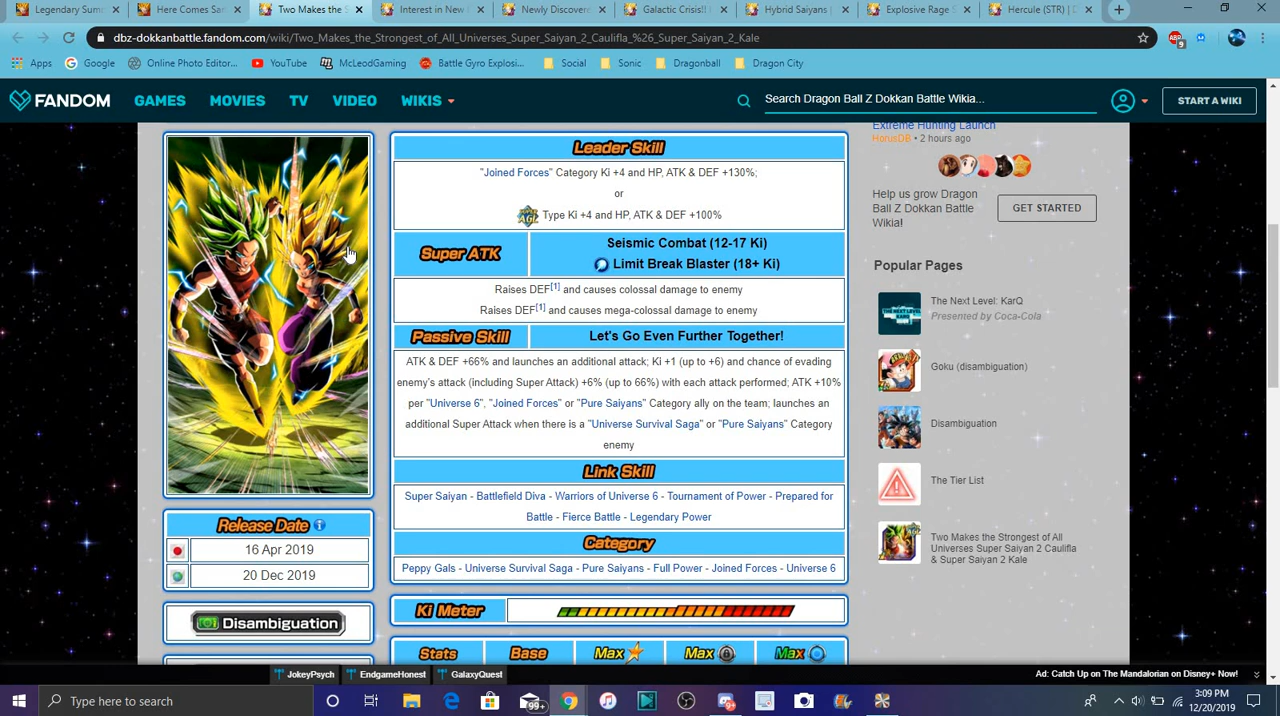 Legendary Sum
Here Comes Sa
Two Makes the S
Interest in New
Newly Discovere
Galactic Crisis!!
Hybrid Saiyans |
Explosive Rage S
Hercule (STR) | D
dbz-dokkanbattle.fandom.com/wiki/Two_Makes_the_Strongest_of_All_Universes_Super_Saiyan_2_Caulifla_%26_Super_Saiyan_2_Kale
ABP
9
Apps
Google
Online Photo Editor...
YouTube
McLeodGaming
Battle Gyro Explosi...
Social
Sonic
Dragonball
Dragon City
FANDOM
GAMES
MOVIES
TV
VIDEO
WIKIS
Search Dragon Ball Z Dokkan Battle Wikia...
START A WIKI
Leader Skill
"Joined Forces" Category Ki +4 and HP, ATK & DEF +130%;
or
SUPER AGL Type Ki +4 and HP, ATK & DEF +100%
Super ATK
Seismic Combat (12-17 Ki)
Limit Break Blaster (18+ Ki)
Raises DEF[1] and causes colossal damage to enemy
Raises DEF[1] and causes mega-colossal damage to enemy
Passive Skill
Let's Go Even Further Together!
ATK & DEF +66% and launches an additional attack; Ki +1 (up to +6) and chance of evading
enemy's attack (including Super Attack) +6% (up to 66%) with each attack performed; ATK +10%
per "Universe 6", "Joined Forces" or "Pure Saiyans" Category ally on the team; launches an
additional Super Attack when there is a "Universe Survival Saga" or "Pure Saiyans" Category
enemy
Link Skill
Super Saiyan - Battlefield Diva - Warriors of Universe 6 - Tournament of Power - Prepared for
Battle - Fierce Battle - Legendary Power
Category
Peppy Gals - Universe Survival Saga - Pure Saiyans - Full Power - Joined Forces - Universe 6
Ki Meter
Stats
Base
Max
Max
Max
Release Date
16 Apr 2019
20 Dec 2019
Disambiguation
Extreme Hunting Launch
HorusDB • 2 hours ago
Help us grow Dragon
Ball Z Dokkan Battle
Wikia!
GET STARTED
Popular Pages
The Next Level: KarQ
Presented by Coca-Cola
Goku (disambiguation)
Disambiguation
The Tier List
Two Makes the Strongest of All
Universes Super Saiyan 2 Caulifla
& Super Saiyan 2 Kale
JokeyPsych
EndgameHonest
GalaxyQuest
Ad: Catch Up on The Mandalorian on Disney+ Now!
Type here to search
99+
3:09 PM
12/20/2019